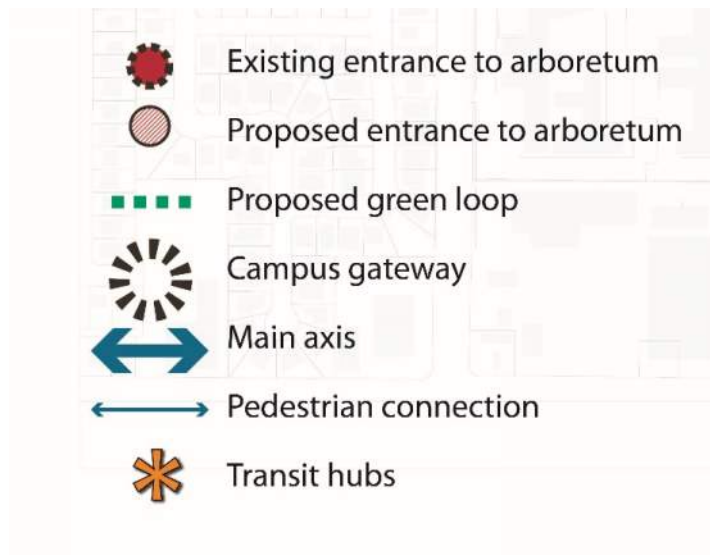 Existing entrance to arboretum
Proposed entrance to arboretum
Proposed green loop
Campus gateway
Main axis
Pedestrian connection
Transit hubs